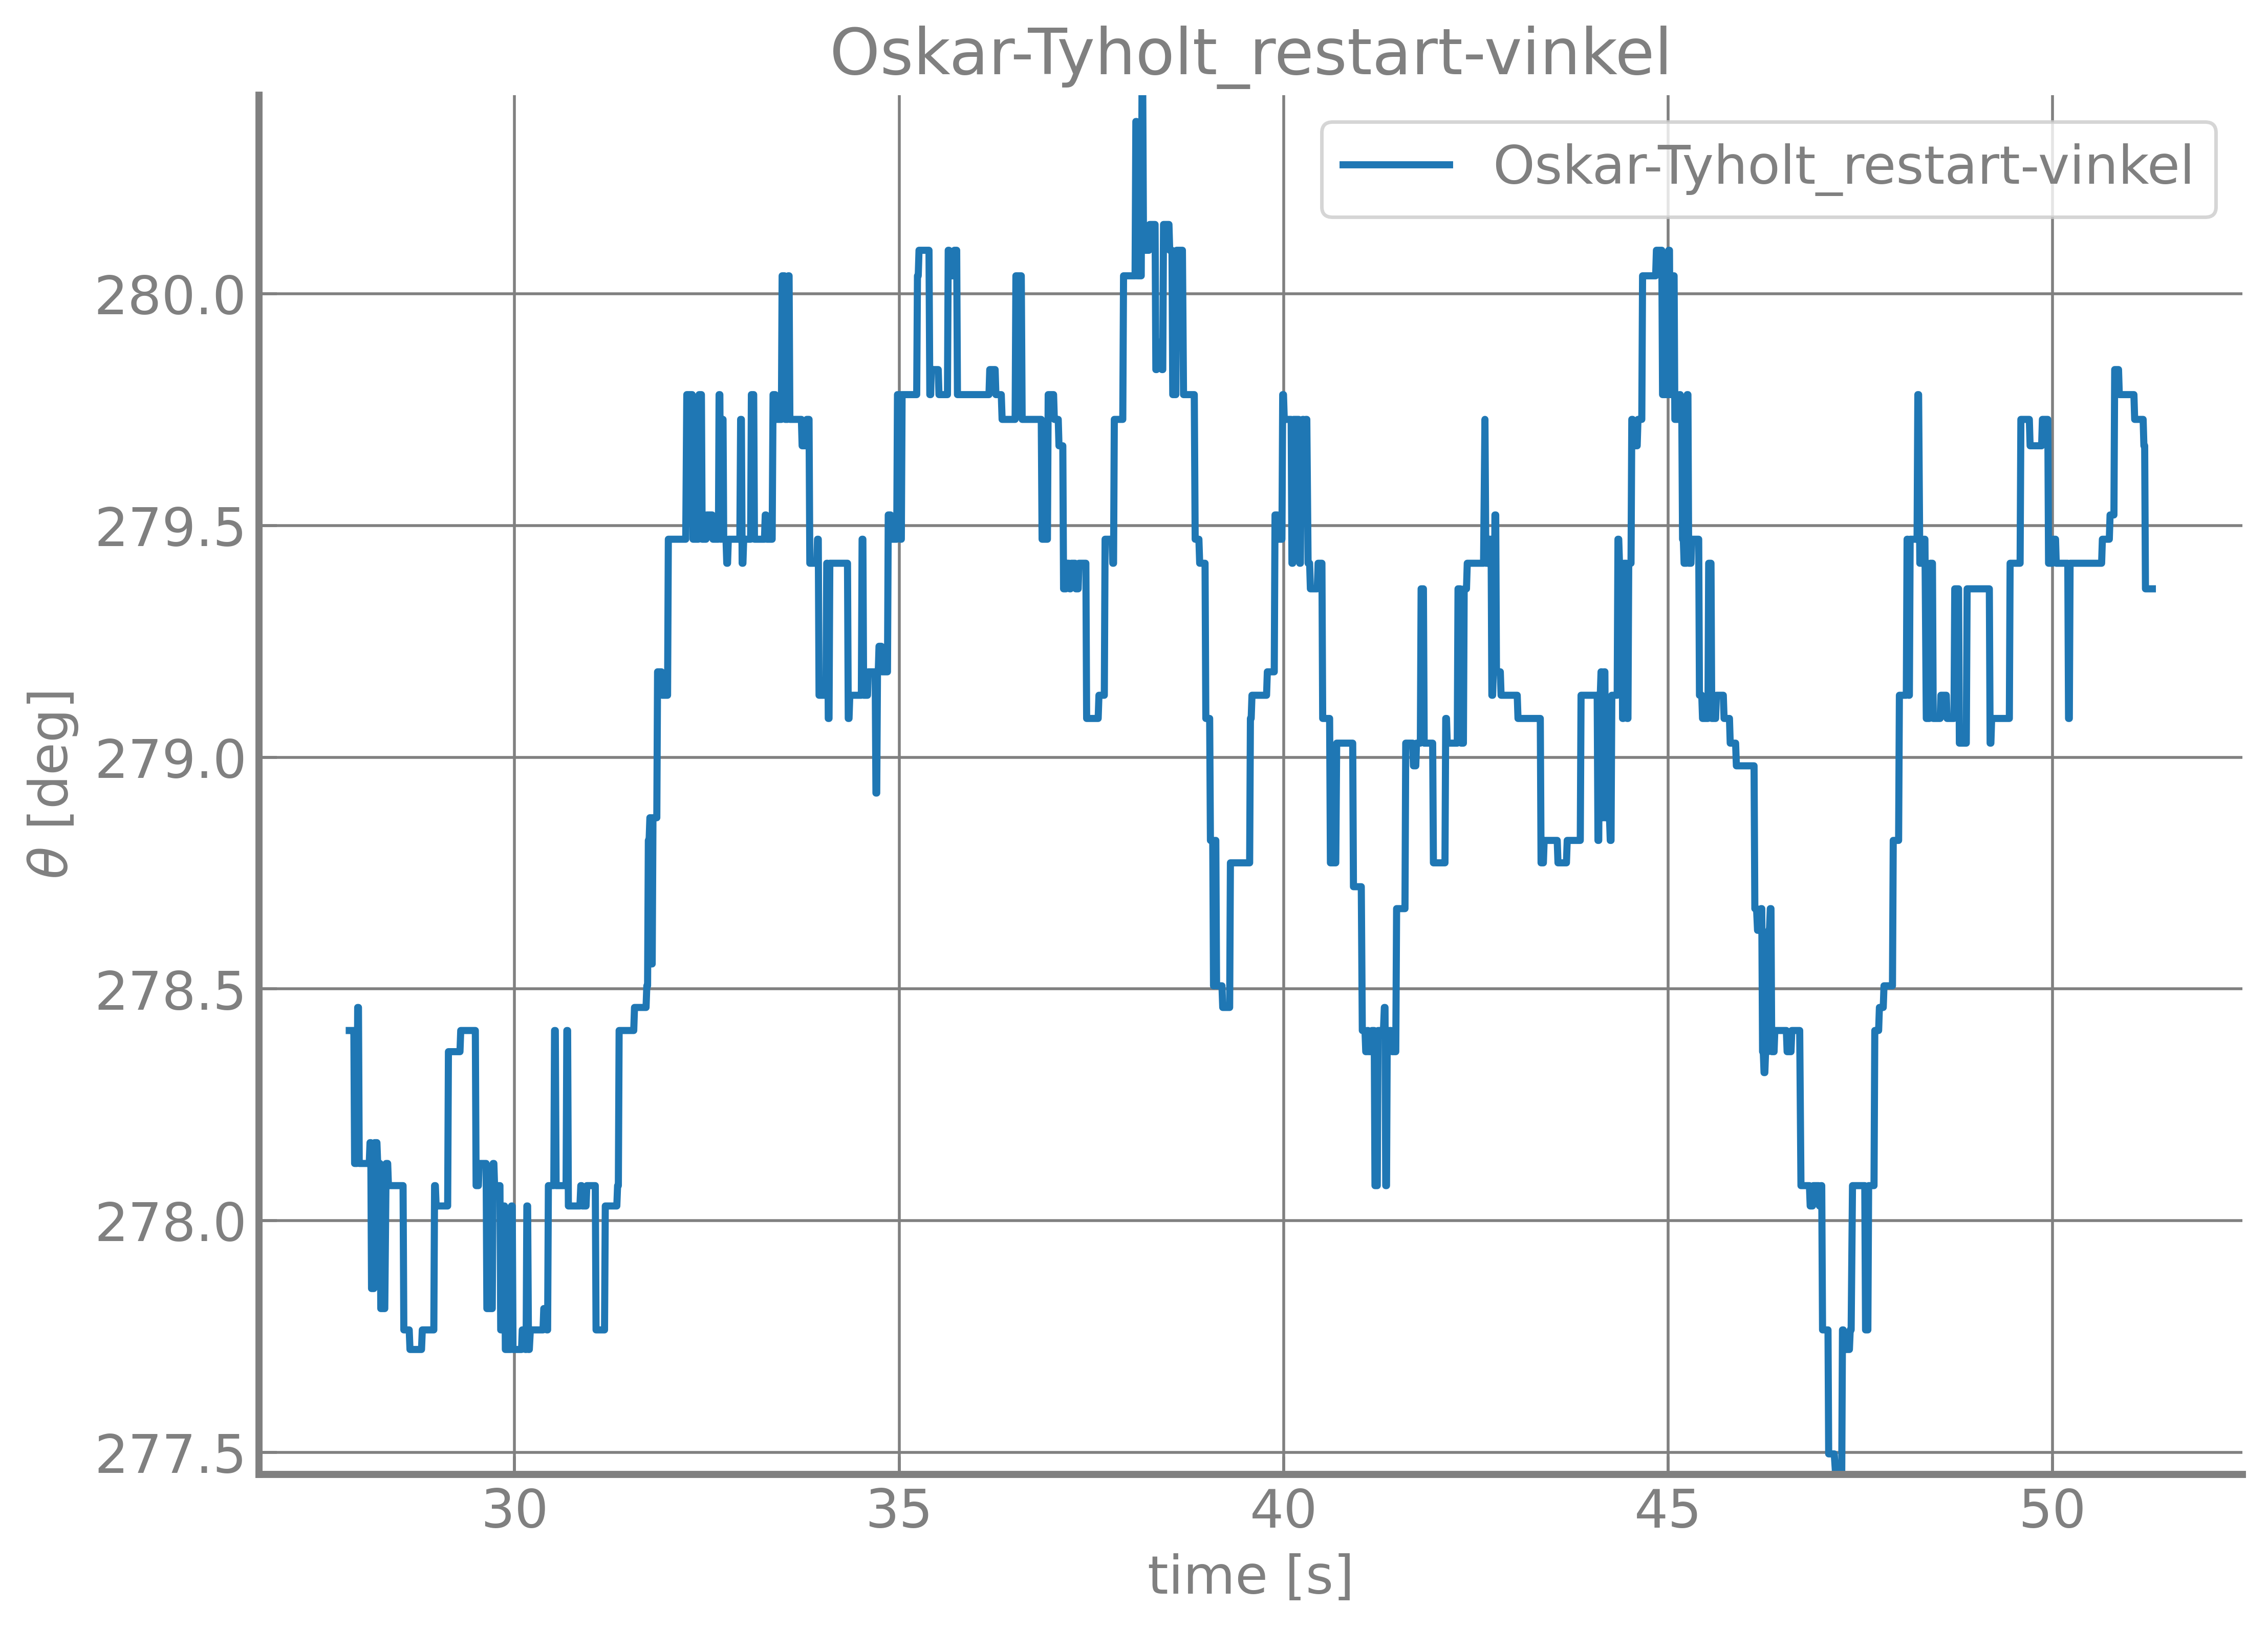 Oskar-Tyholt_restart-vinkel
Oskar-Tyholt_restart-vinkel
280.0
279.5
279.0
278.5
278.0
277.5
θ [deg]
30 35 40 45 50
time [s]